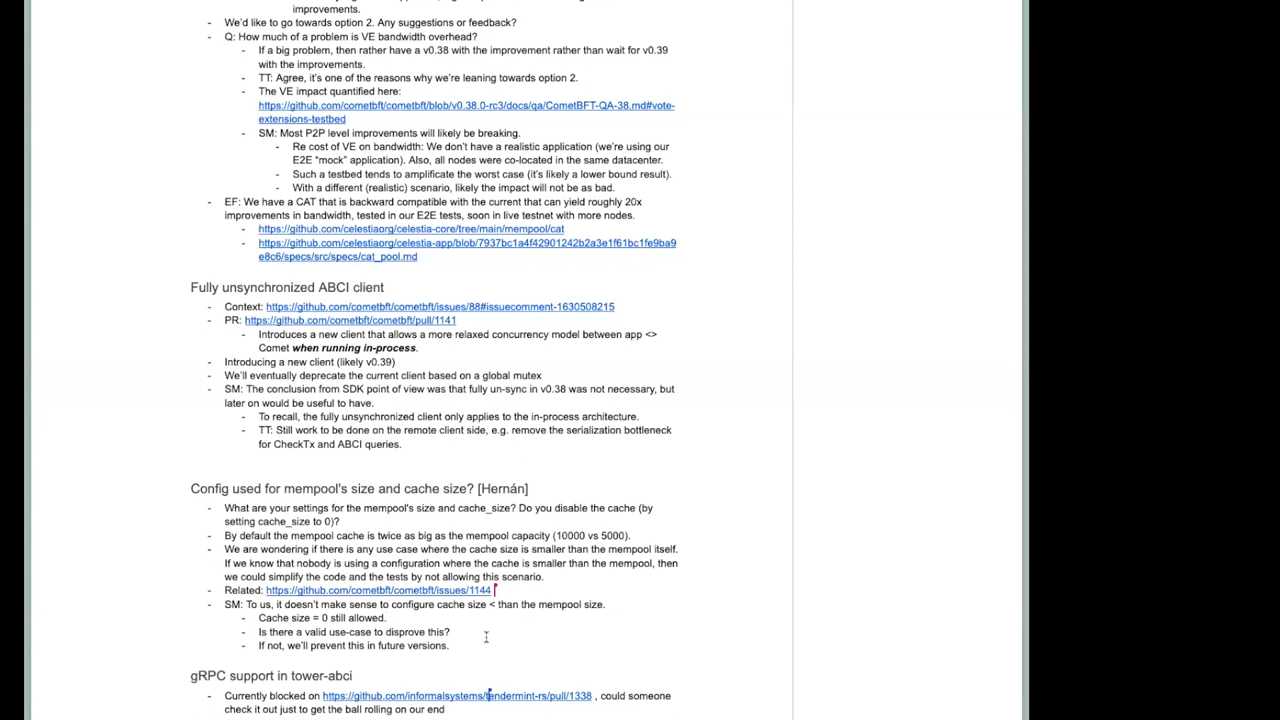 improvements.
- We'd like to go towards option 2. Any suggestions or feedback?
- Q: How much of a problem is VE bandwidth overhead?
- If a big problem, then rather have a v0.38 with the improvement rather than wait for v0.39
with the improvements.
- TT: Agree, it's one of the reasons why we're leaning towards option 2.
- The VE impact quantified here:
https://github.com/cometbft/cometbft/blob/v0.38.0-rc3/docs/qa/CometBFT-QA-38.md#vote-
extensions-testbed
- SM: Most P2P level improvements will likely be breaking.
- Re cost of VE on bandwidth: We don't have a realistic application (we're using our
E2E "mock" application). Also, all nodes were co-located in the same datacenter.
- Such a testbed tends to amplificate the worst case (it's likely a lower bound result).
- With a different (realistic) scenario, likely the impact will not be as bad.
- EF: We have a CAT that is backward compatible with the current that can yield roughly 20x
improvements in bandwidth, tested in our E2E tests, soon in live testnet with more nodes.
- https://github.com/celestiaorg/celestia-core/tree/main/mempool/cat
- https://github.com/celestiaorg/celestia-app/blob/7937bc1a4f42901242b2a3e1f61bc1fe9ba9
e8c6/specs/src/specs/cat_pool.md
Fully unsynchronized ABCI client
- Context: https://github.com/cometbft/cometbft/issues/88#issuecomment-1630508215
- PR: https://github.com/cometbft/cometbft/pull/1141
- Introduces a new client that allows a more relaxed concurrency model between app <>
Comet when running in-process.
- Introducing a new client (likely v0.39)
- We'll eventually deprecate the current client based on a global mutex
- SM: The conclusion from SDK point of view was that fully un-sync in v0.38 was not necessary, but
later on would be useful to have.
- To recall, the fully unsynchronized client only applies to the in-process architecture.
- TT: Still work to be done on the remote client side, e.g. remove the serialization bottleneck
for CheckTx and ABCI queries.
Config used for mempool's size and cache size? [Hernán]
- What are your settings for the mempool's size and cache_size? Do you disable the cache (by
setting cache_size to 0)?
- By default the mempool cache is twice as big as the mempool capacity (10000 vs 5000).
- We are wondering if there is any use case where the cache size is smaller than the mempool itself.
If we know that nobody is using a configuration where the cache is smaller than the mempool, then
we could simplify the code and the tests by not allowing this scenario.
- Related: https://github.com/cometbft/cometbft/issues/1144
- SM: To us, it doesn't make sense to configure cache size < than the mempool size.
- Cache size = 0 still allowed.
- Is there a valid use-case to disprove this?
- If not, we'll prevent this in future versions.
gRPC support in tower-abci
- Currently blocked on https://github.com/informalsystems/tendermint-rs/pull/1338 , could someone
check it out just to get the ball rolling on our end